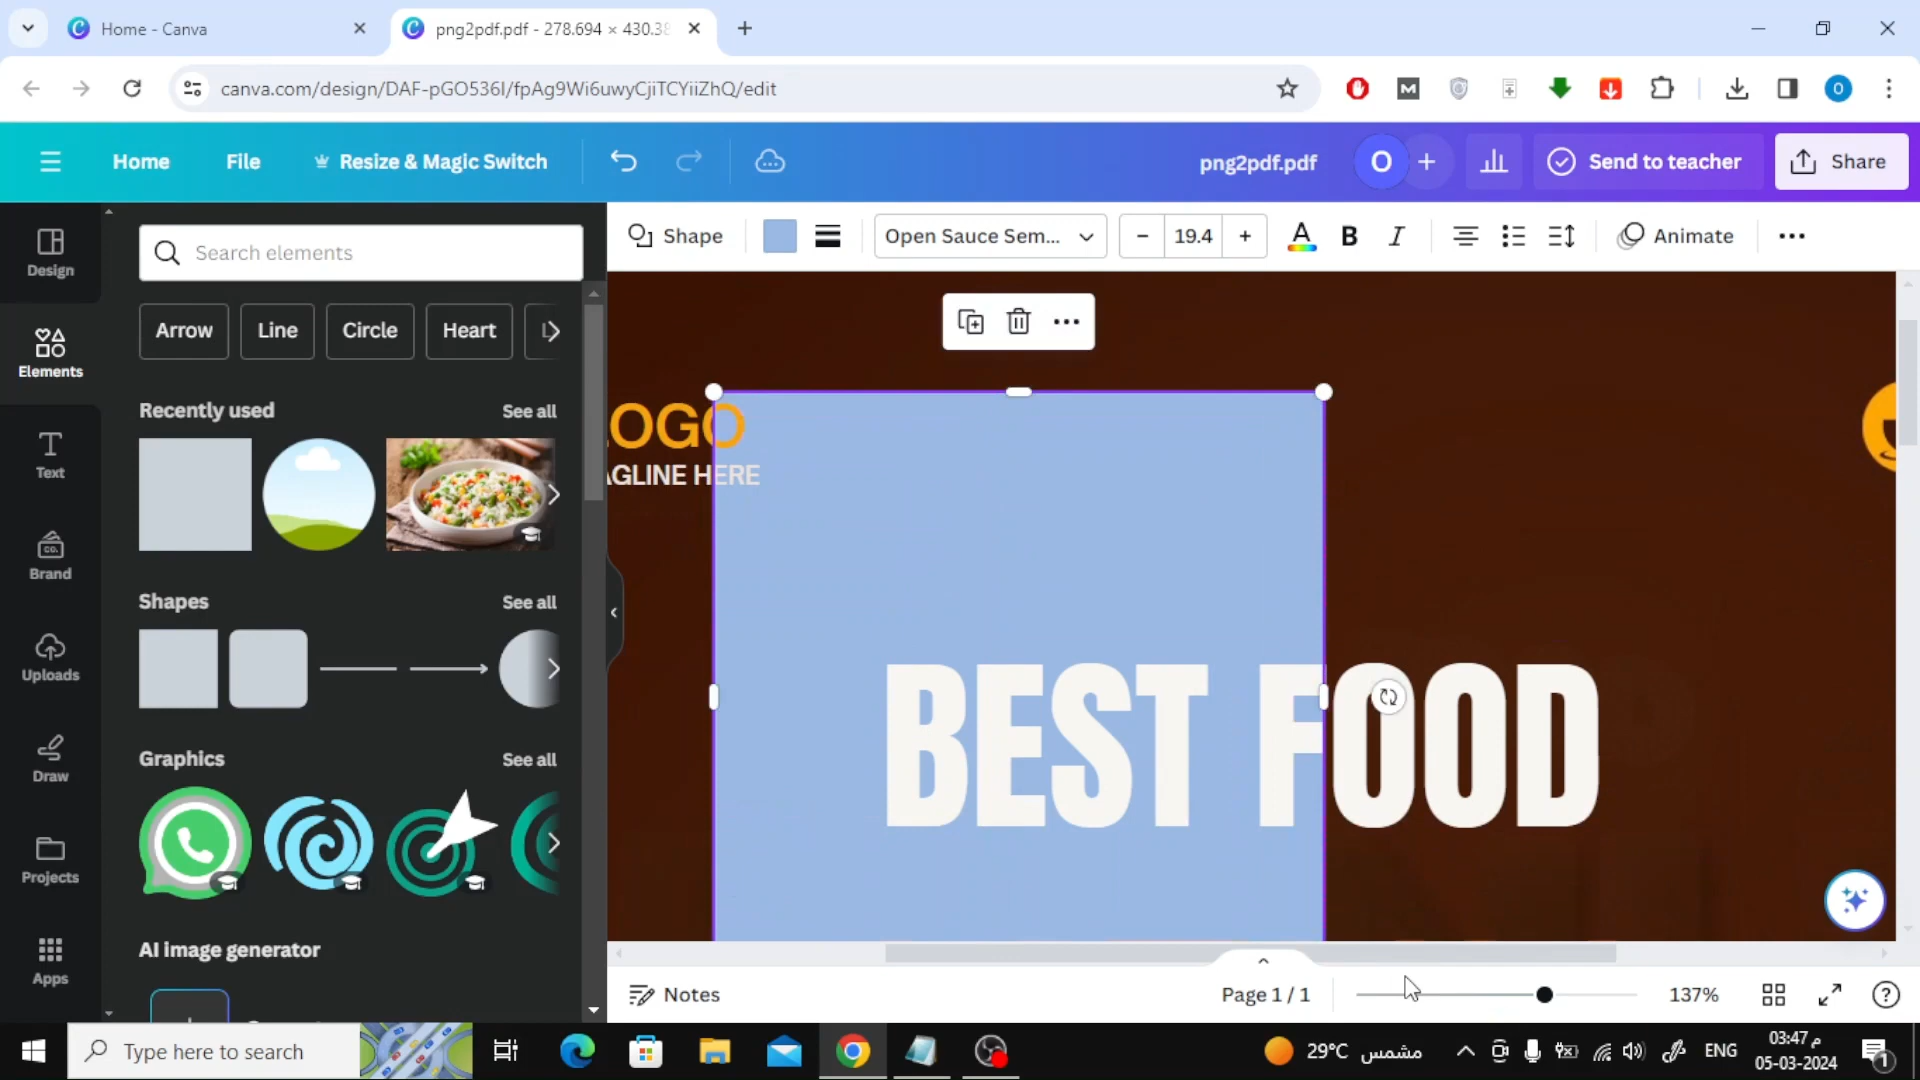 Home - Canva
png2pdf.pdf - 278.694 × 430.38
canva.com/design/DAF-pGO536I/fpAg9Wi6uwyCjiTCYiiZhQ/edit
Home
File
Resize & Magic Switch
png2pdf.pdf
O
Send to teacher
Share
Design
Elements
Text
Brand
Uploads
Draw
Projects
Apps
Search elements
Arrow
Line
Circle
Heart
Recently used
See all
Shapes
See all
Graphics
See all
AI image generator
Shape
Open Sauce Sem...
19.4
Animate
LOGO
TAGLINE HERE
BEST FOOD
Notes
Page 1 / 1
137%
Type here to search
29°C
مشمس
ENG
03:47 م
05-03-2024
1